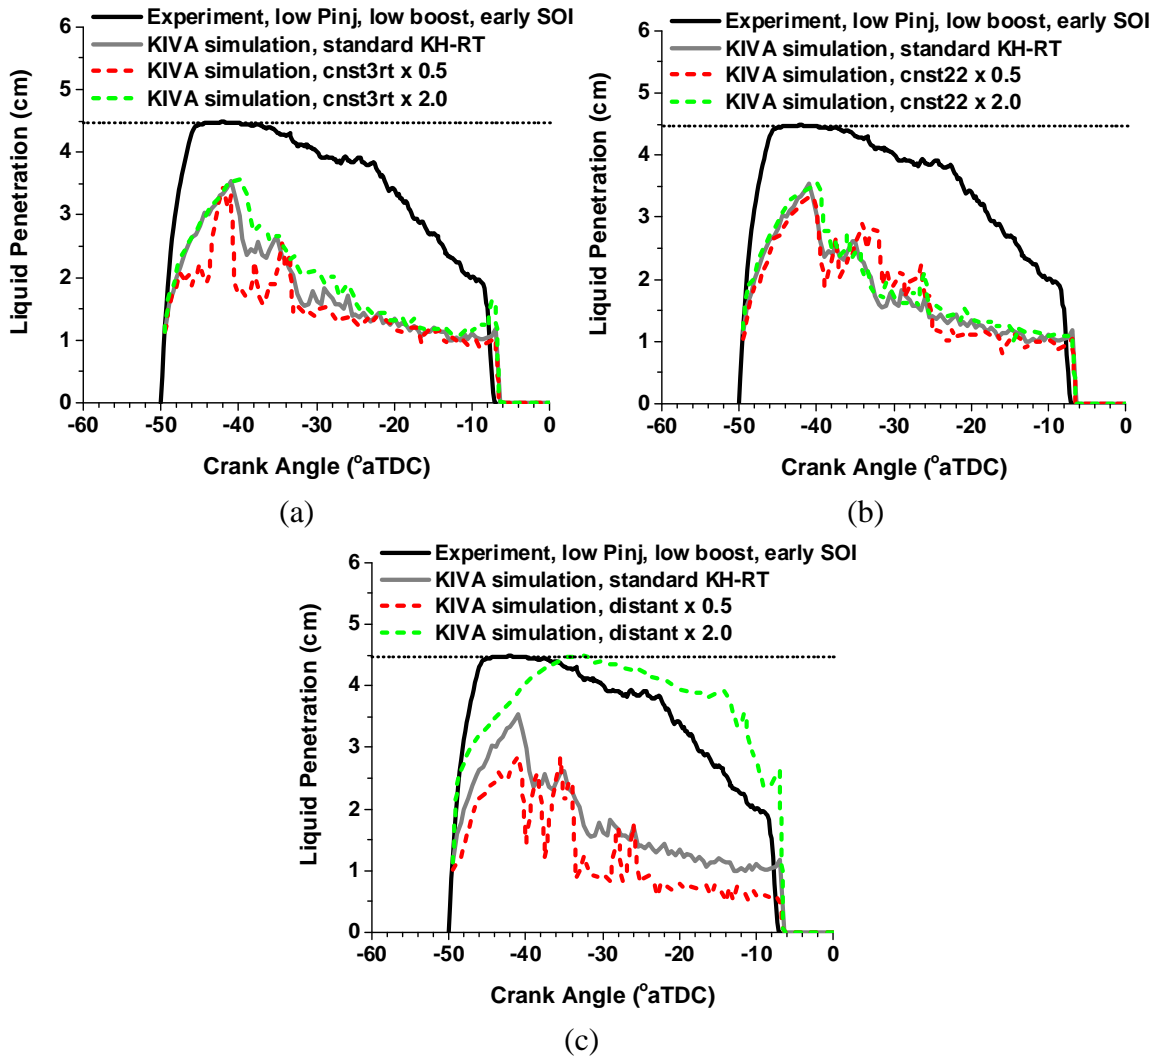 Experiment, low Pinj, low boost, early SOI
KIVA simulation, standard KH-RT
KIVA simulation, cnst3rt x 0.5
KIVA simulation, cnst3rt x 2.0
Liquid Penetration (cm)
6
5
4
3
2
1
0
-60 -50 -40 -30 -20 -10 0
Crank Angle (°aTDC)
(a)
Experiment, low Pinj, low boost, early SOI
KIVA simulation, standard KH-RT
KIVA simulation, cnst22 x 0.5
KIVA simulation, cnst22 x 2.0
Liquid Penetration (cm)
6
5
4
3
2
1
0
-60 -50 -40 -30 -20 -10 0
Crank Angle (°aTDC)
(b)
Experiment, low Pinj, low boost, early SOI
KIVA simulation, standard KH-RT
KIVA simulation, distant x 0.5
KIVA simulation, distant x 2.0
Liquid Penetration (cm)
6
5
4
3
2
1
0
-60 -50 -40 -30 -20 -10 0
Crank Angle (°aTDC)
(c)